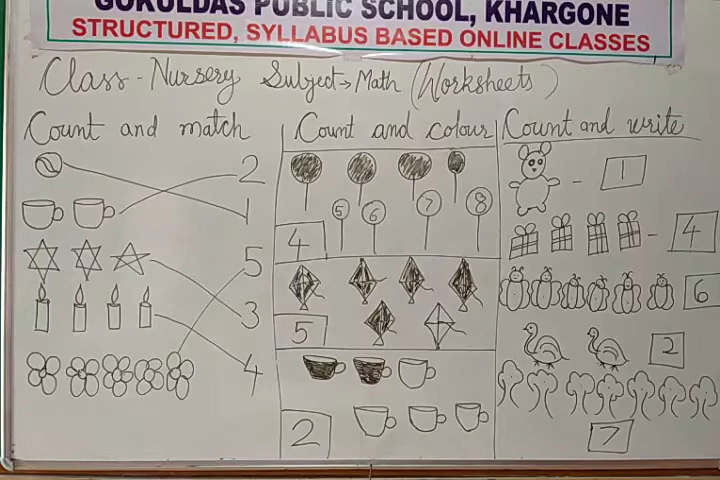 GOKULDAS PUBLIC SCHOOL, KHARGONE
STRUCTURED, SYLLABUS BASED ONLINE CLASSES
Class - Nursery Subject → Math (Worksheets)
Count and match
2
1
5
3
4
Count and colour
5 6 7 8
4
5
2
Count and write
- 1
- 4
6
2
7